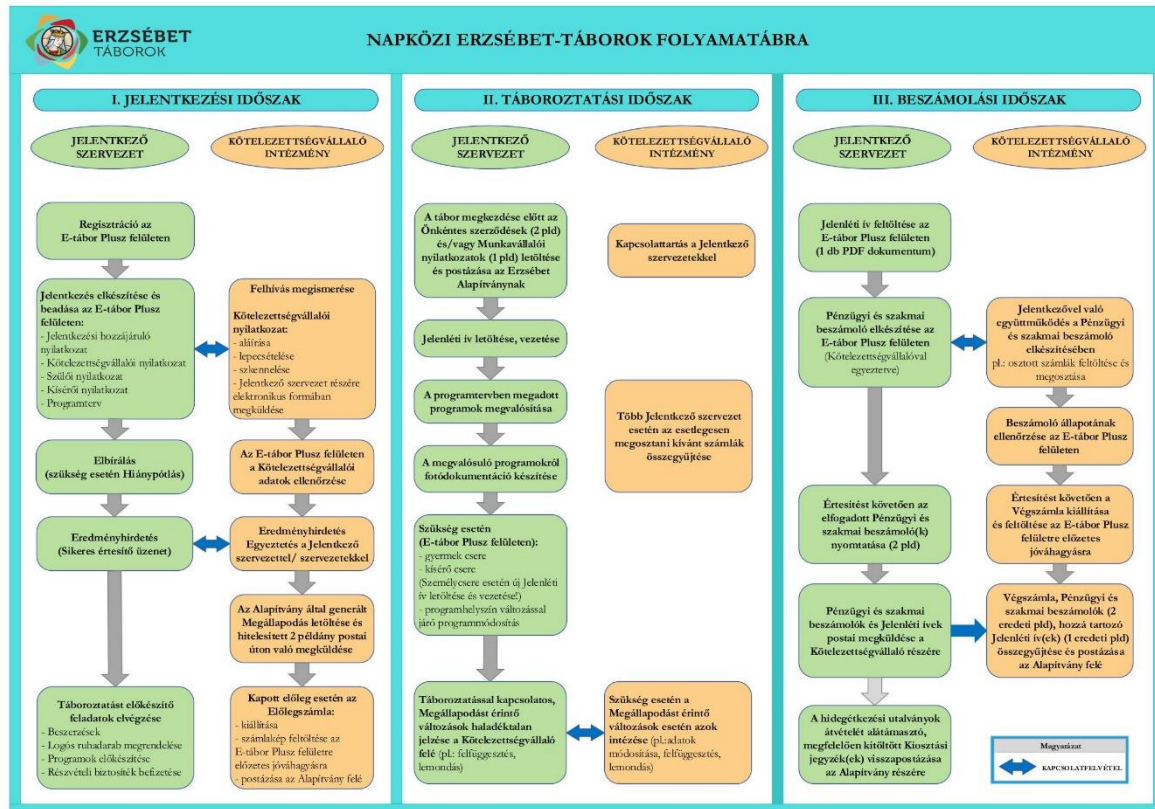 ERZSÉBET
TÁBOROK
NAPKÖZI ERZSÉBET-TÁBOROK FOLYAMATÁBRA
I. JELENTKEZÉSI IDŐSZAK
JELENTKEZŐ
SZERVEZET
KÖTELEZETTSÉGVÁLLALÓ
INTÉZMÉNY
Regisztráció az
E-tábor Plusz felületen
Jelentkezés elkészítése és
beadása az E-tábor Plusz
felületen:
- Jelentkezési hozzájáruló
nyilatkozat
- Kötelezettségvállalói nyilatkozat
- Szülői nyilatkozat
- Kísérői nyilatkozat
- Programterv
Felhívás megismerése
Kötelezettségvállalói
nyilatkozat:
- aláírása
- lepecsételése
- szkennelése
- Jelentkező szervezet részére
elektronikus formában
megküldése
Elbírálás
(szükség esetén Hiánypótlás)
Az E-tábor Plusz felületen
a Kötelezettségvállalói
adatok ellenőrzése
Eredményhirdetés
(Sikeres értesítő üzenet)
Eredményhirdetés
Egyeztetés a Jelentkező
szervezettel/ szervezetekkel
Az Alapítvány által generált
Megállapodás letöltése és
hitelesített 2 példány postai
úton való megküldése
Táboroztatást előkészítő
feladatok elvégzése
- Beszerzések
- Logós ruhadarab megrendelése
- Programok előkészítése
- Részvételi biztosíték befizetése
Kapott előleg esetén az
Előlegszámla:
- kiállítása
- számlakép feltöltése az
E-tábor Plusz felületre
előzetes jóváhagyásra
- postázása az Alapítvány felé
II. TÁBOROZTATÁSI IDŐSZAK
JELENTKEZŐ
SZERVEZET
KÖTELEZETTSÉGVÁLLALÓ
INTÉZMÉNY
A tábor megkezdése előtt az
Önkéntes szerződések (2 pld)
és/vagy Munkavállalói
nyilatkozatok (1 pld) letöltése
és postázása az Erzsébet
Alapítványnak
Kapcsolattartás a Jelentkező
szervezetekkel
Jelenléti ív letöltése, vezetése
A programtervben megadott
programok megvalósítása
Több Jelentkező szervezet
esetén az esetlegesen
megosztani kívánt számlák
összegyűjtése
A megvalósuló programokról
fotódokumentáció készítése
Szükség esetén
(E-tábor Plusz felületen):
- gyermek csere
- kísérő csere
(Személycsere esetén új Jelenléti
ív letöltése és vezetése!)
- programhelyszín változással
járó programmódosítás
Táboroztatással kapcsolatos,
Megállapodást érintő
változások haladéktalan
jelzése a Kötelezettségvállaló
felé (pl.: felfüggesztés,
lemondás)
Szükség esetén a
Megállapodást érintő
változások esetén azok
intézése (pl.:adatok
módosítása, felfüggesztés,
lemondás)
III. BESZÁMOLÁSI IDŐSZAK
JELENTKEZŐ
SZERVEZET
KÖTELEZETTSÉGVÁLLALÓ
INTÉZMÉNY
Jelenléti ív feltöltése az
E-tábor Plusz felületen
(1 db PDF dokumentum)
Pénzügyi és szakmai
beszámoló elkészítése az
E-tábor Plusz felületen
(Kötelezettségvállalóval
egyeztetve)
Jelentkezővel való
együttműködés a Pénzügyi
és szakmai beszámoló
elkészítésében
pl.: osztott számlák feltöltése és
megosztása
Beszámoló állapotának
ellenőrzése az E-tábor Plusz
felületen
Értesítést követően az
elfogadott Pénzügyi és
szakmai beszámoló(k)
nyomtatása (2 pld)
Értesítést követően a
Végszámla kiállítása
és feltöltése az E-tábor Plusz
felületre előzetes
jóváhagyásra
Pénzügyi és szakmai
beszámolók és Jelenléti ívek
postai megküldése a
Kötelezettségvállaló részére
Végszámla, Pénzügyi és
szakmai beszámolók (2
eredeti pld), hozzá tartozó
Jelenléti ív(ek) (1 eredeti pld)
összegyűjtése és postázása
az Alapítvány felé
A hidegétkezési utalványok
átvételét alátámasztó,
megfelelően kitöltött Kiosztási
jegyzék(ek) visszapostázása
az Alapítvány részére
Magyarázat
KAPCSOLATFELVÉTEL